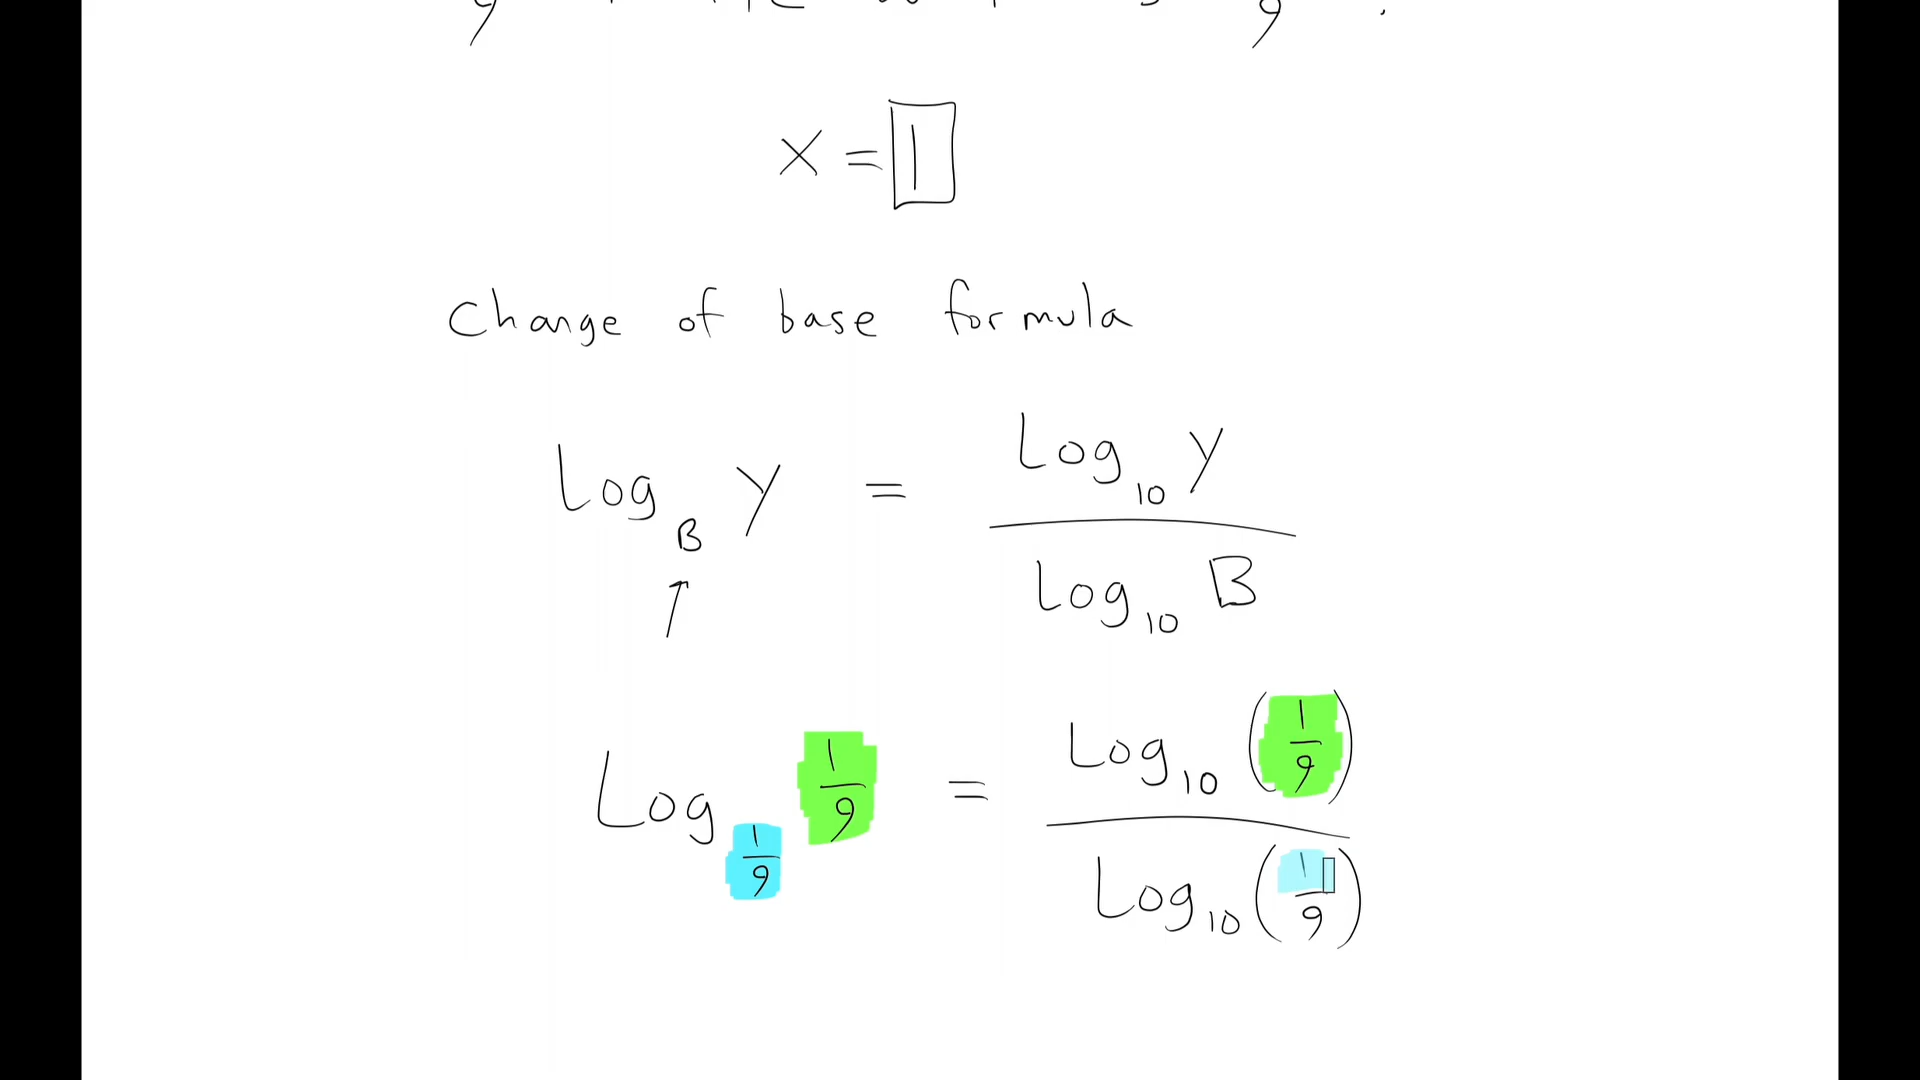 x = 1
Change of base formula
Log_B y = Log_10 y / Log_10 B
↑
Log_{1/9} 1/9 = Log_10 (1/9) / Log_10 (1/9)